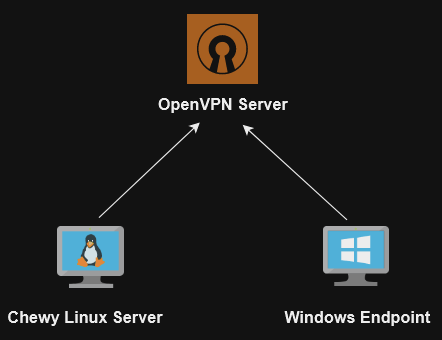 OpenVPN Server
Chewy Linux Server
Windows Endpoint